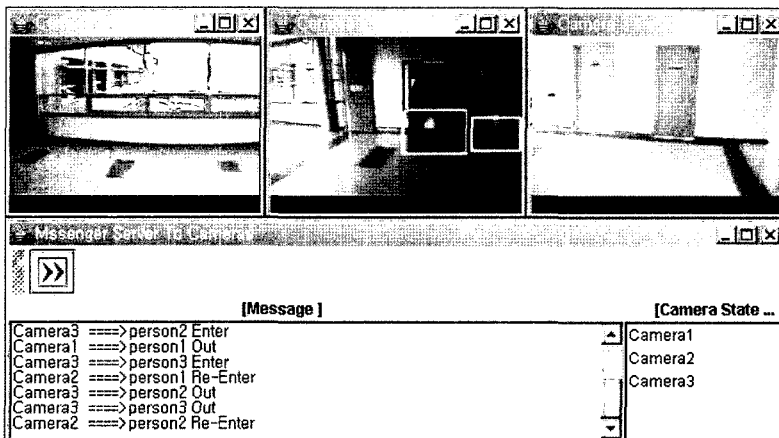 Messenger Server To Camera
>>
[Message ]
[Camera State ...
Camera3 ====>person2 Enter
Camera1 ====>person1 Out
Camera3 ====>person3 Enter
Camera2 ====>person1 Re-Enter
Camera3 ====>person2 Out
Camera3 ====>person3 Out
Camera2 ====>person2 Re-Enter
Camera1
Camera2
Camera3